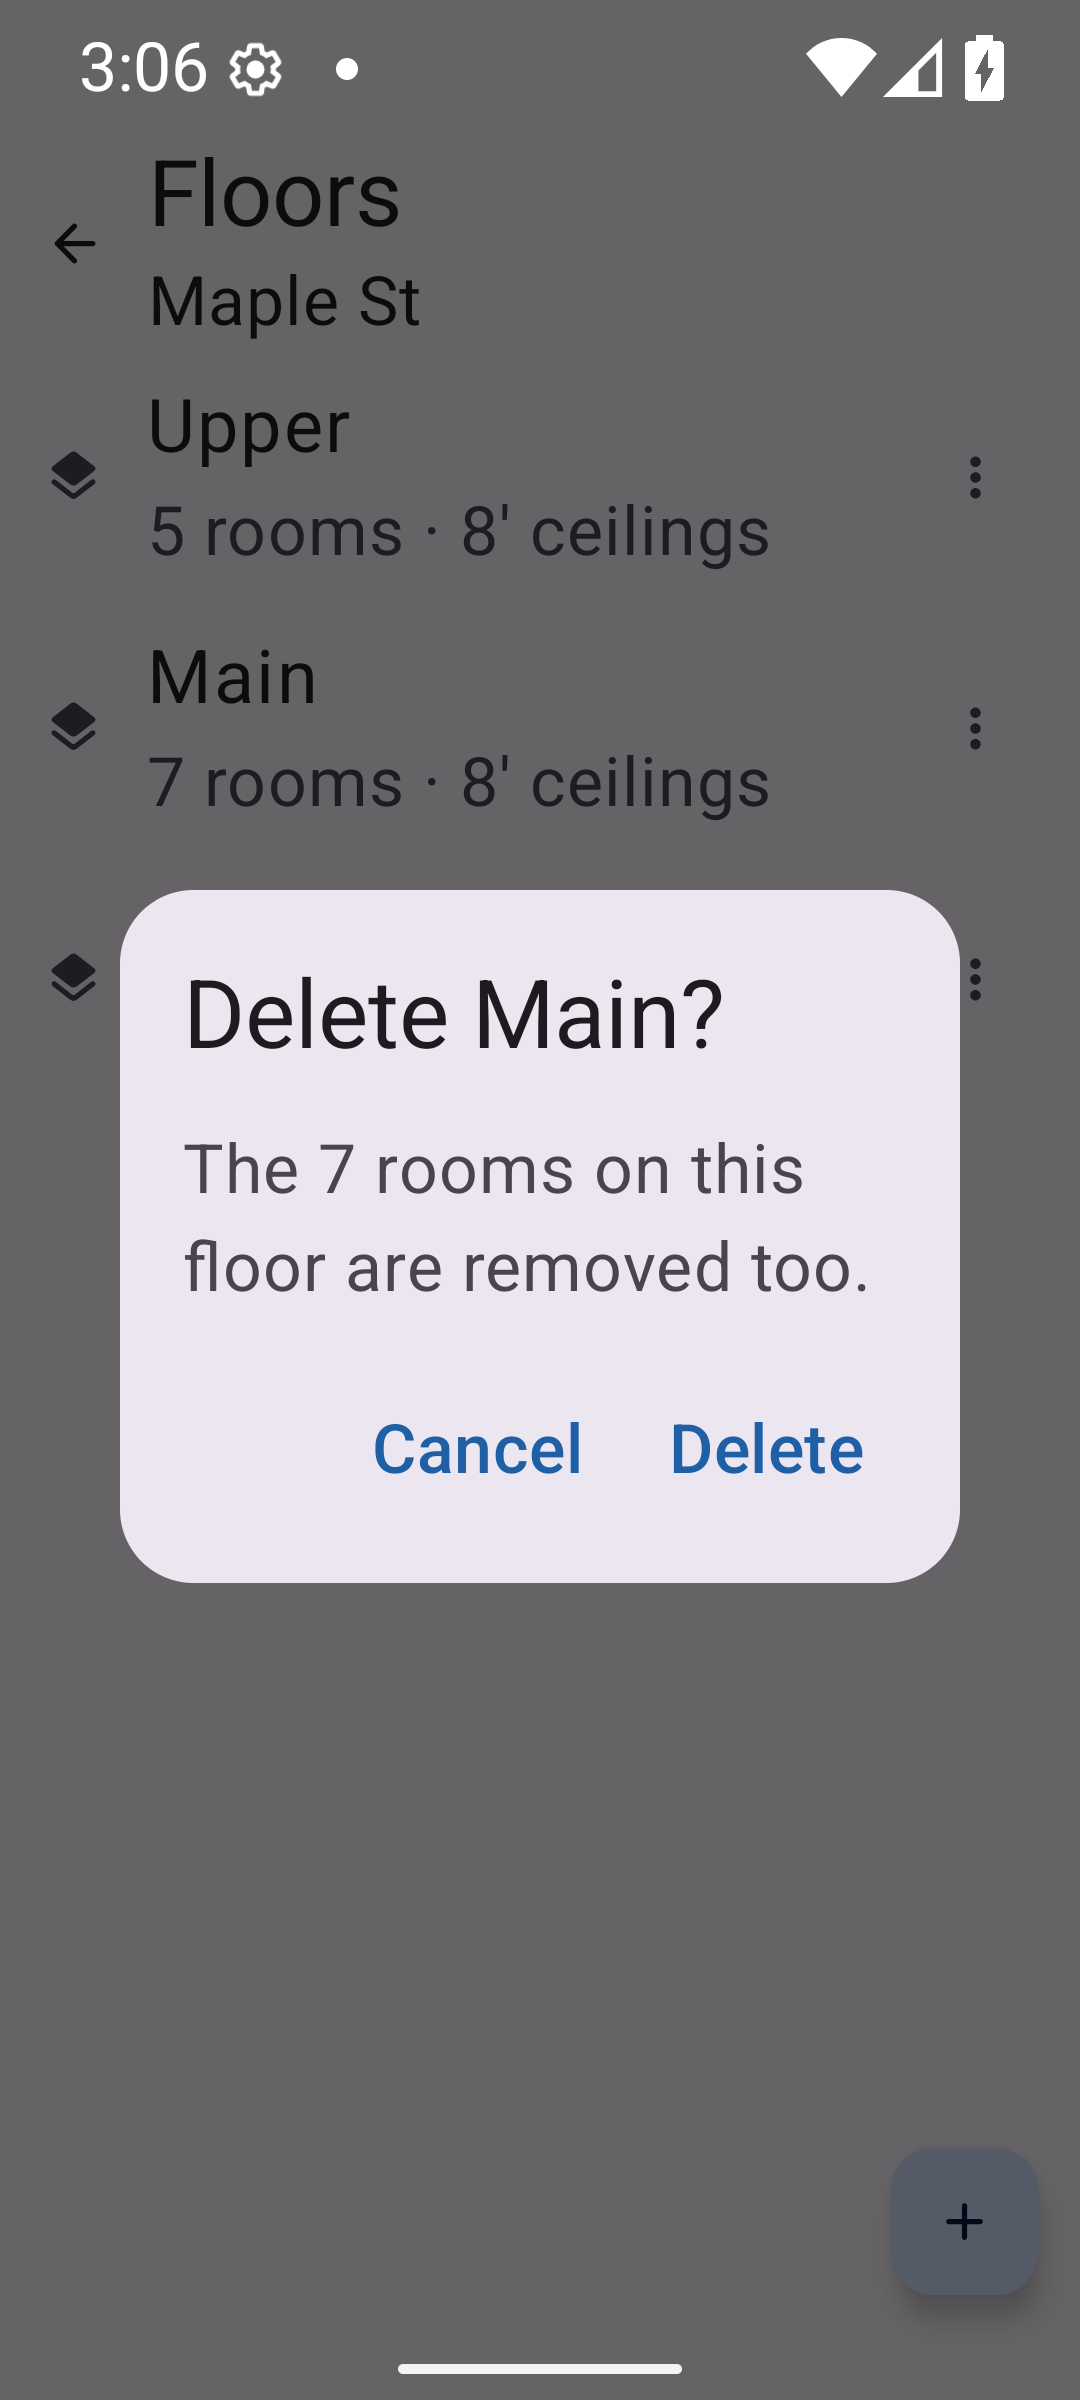 3:06
Floors
Maple St
Upper
5 rooms · 8' ceilings
Main
7 rooms · 8' ceilings
Delete Main?
The 7 rooms on this
floor are removed too.
Cancel Delete